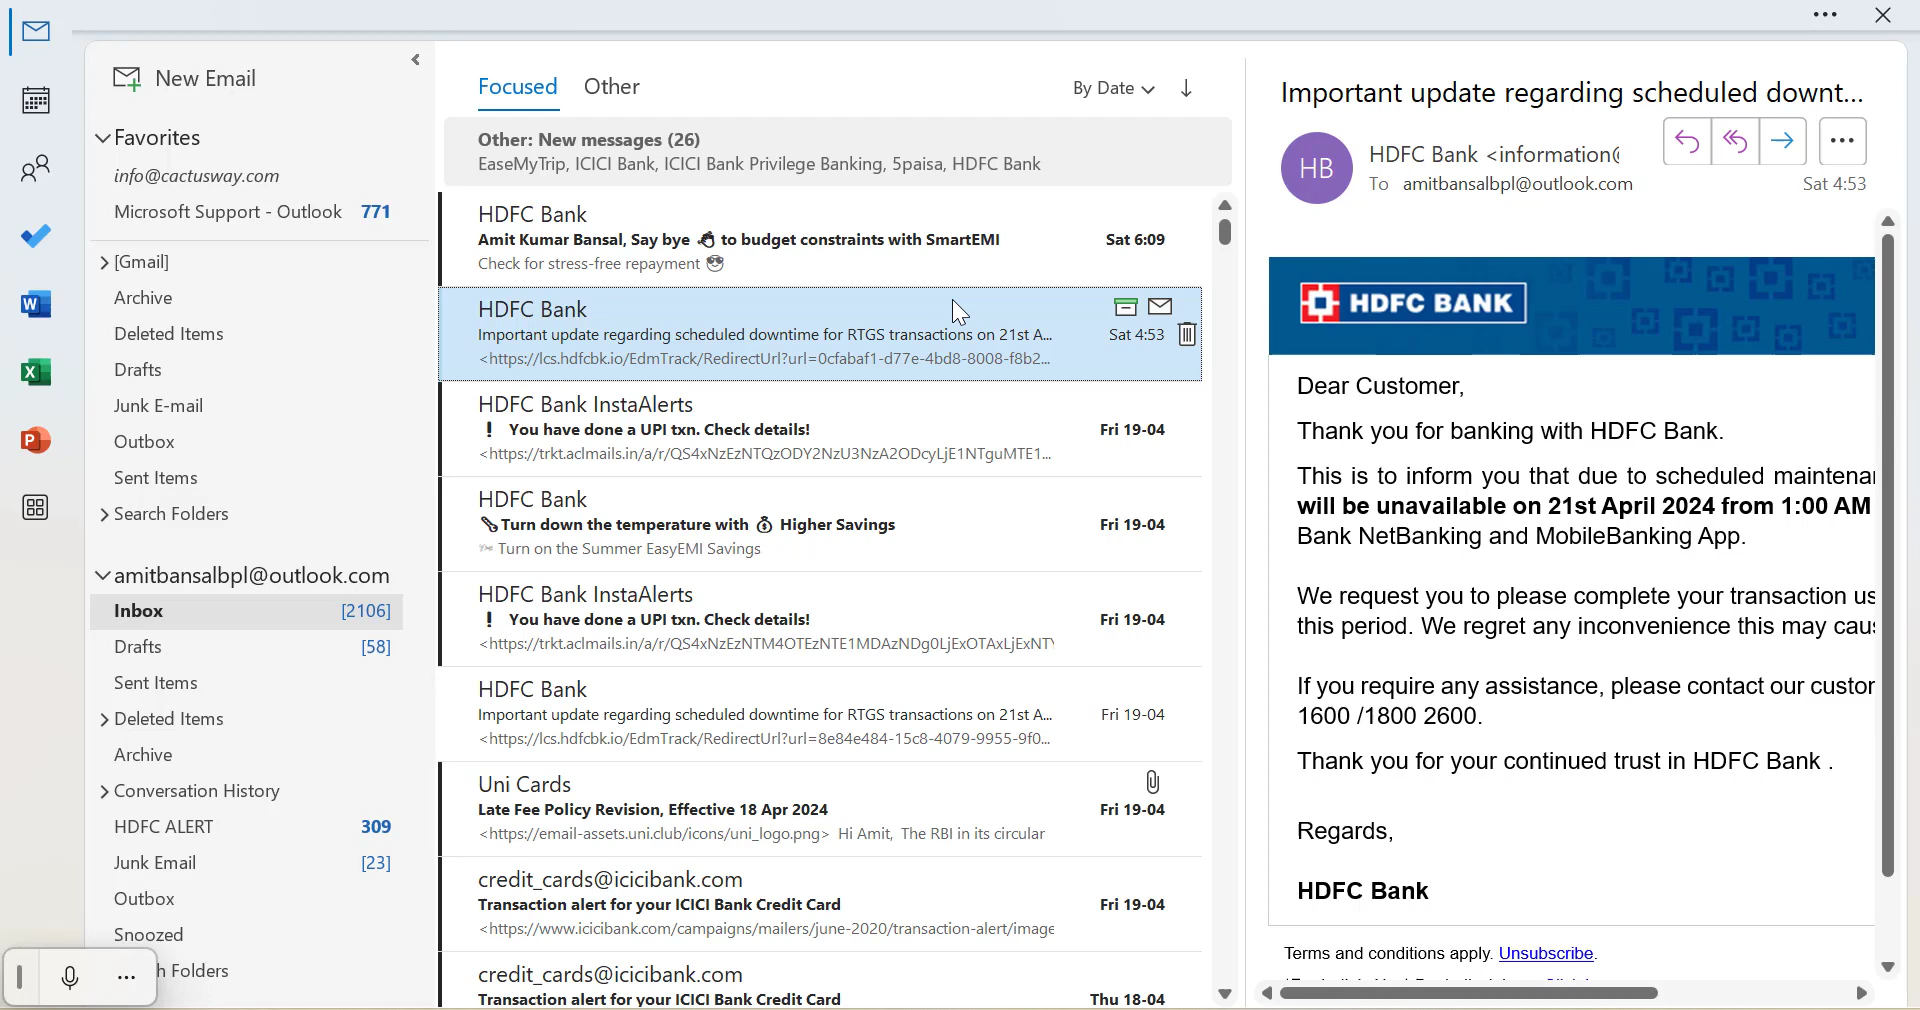 New Email
Favorites
info@cactusway.com
Microsoft Support - Outlook 771
[Gmail]
Archive
Deleted Items
Drafts
Junk E-mail
Outbox
Sent Items
Search Folders
amitbansalbpl@outlook.com
Inbox [2106]
Drafts [58]
Sent Items
Deleted Items
Archive
Conversation History
HDFC ALERT 309
Junk Email [23]
Outbox
Snoozed
h Folders
Focused Other By Date
Other: New messages (26)
EaseMyTrip, ICICI Bank, ICICI Bank Privilege Banking, 5paisa, HDFC Bank
HDFC Bank
Amit Kumar Bansal, Say bye 👋 to budget constraints with SmartEMI Sat 6:09
Check for stress-free repayment 😎
HDFC Bank
Important update regarding scheduled downtime for RTGS transactions on 21st A... Sat 4:53
<https://lcs.hdfcbk.io/EdmTrack/RedirectUrl?url=0cfabaf1-d77e-4bd8-8008-f8b2...
HDFC Bank InstaAlerts
❗ You have done a UPI txn. Check details! Fri 19-04
<https://trkt.aclmails.in/a/r/QS4xNzEzNTQzODY2NzU3NzA2ODcyLjE1NTguMTE1...
HDFC Bank
Turn down the temperature with 💰 Higher Savings Fri 19-04
Turn on the Summer EasyEMI Savings
HDFC Bank InstaAlerts
❗ You have done a UPI txn. Check details! Fri 19-04
<https://trkt.aclmails.in/a/r/QS4xNzEzNTM4OTEzNTE1MDAzNDg0LjExOTAxLjExNTY
HDFC Bank
Important update regarding scheduled downtime for RTGS transactions on 21st A... Fri 19-04
<https://lcs.hdfcbk.io/EdmTrack/RedirectUrl?url=8e84e484-15c8-4079-9955-9f0...
Uni Cards
Late Fee Policy Revision, Effective 18 Apr 2024 Fri 19-04
<https://email-assets.uni.club/icons/uni_logo.png> Hi Amit, The RBI in its circular
credit_cards@icicibank.com
Transaction alert for your ICICI Bank Credit Card Fri 19-04
<https://www.icicibank.com/campaigns/mailers/june-2020/transaction-alert/image
credit_cards@icicibank.com
Transaction alert for your ICICI Bank Credit Card Thu 18-04
Important update regarding scheduled downt...
HB
HDFC Bank <information(
To amitbansalbpl@outlook.com
Sat 4:53
HDFC BANK
Dear Customer,
Thank you for banking with HDFC Bank.
This is to inform you that due to scheduled maintenan
will be unavailable on 21st April 2024 from 1:00 AM
Bank NetBanking and MobileBanking App.
We request you to please complete your transaction us
this period. We regret any inconvenience this may caus
If you require any assistance, please contact our custor
1600 /1800 2600.
Thank you for your continued trust in HDFC Bank .
Regards,
HDFC Bank
Terms and conditions apply. Unsubscribe.